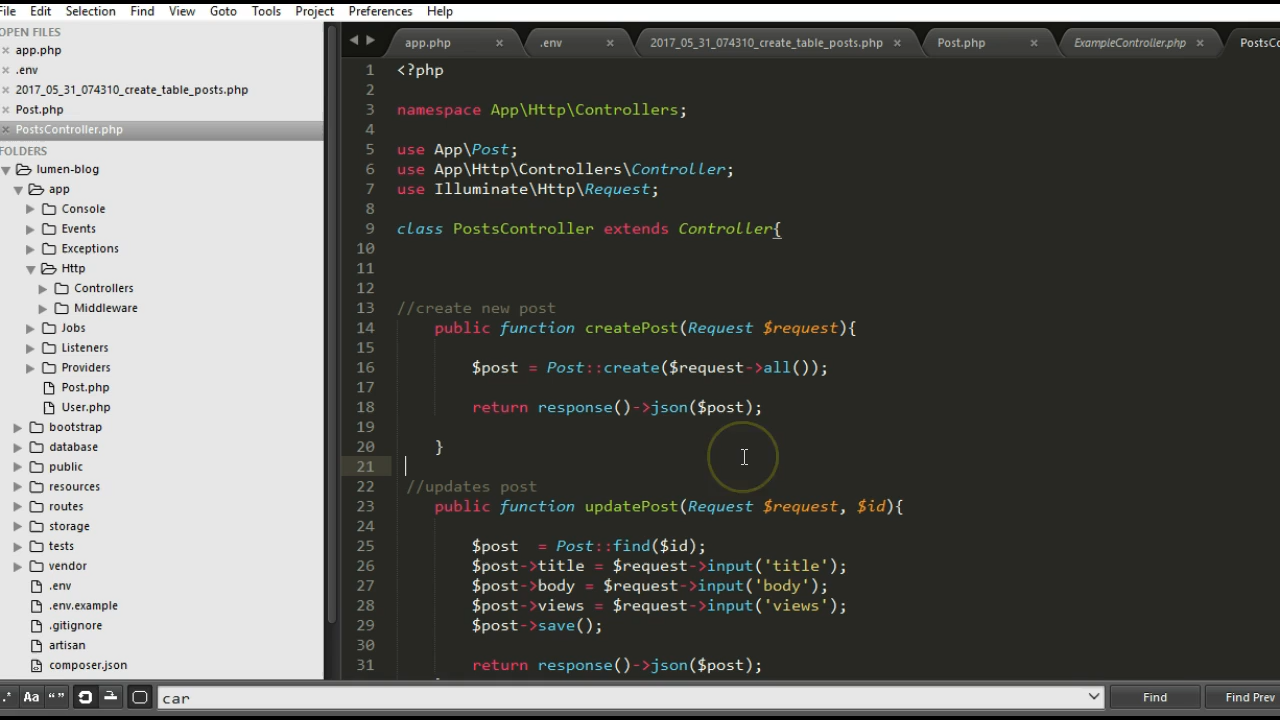 File Edit Selection Find View Goto Tools Project Preferences Help
OPEN FILES
app.php
.env
2017_05_31_074310_create_table_posts.php
Post.php
PostsController.php
FOLDERS
lumen-blog
app
Console
Events
Exceptions
Http
Controllers
Middleware
Jobs
Listeners
Providers
Post.php
User.php
bootstrap
database
public
resources
routes
storage
tests
vendor
.env
.env.example
.gitignore
artisan
composer.json
app.php × .env × 2017_05_31_074310_create_table_posts.php × Post.php × ExampleController.php × PostsCo
1 <?php
2
3 namespace App\Http\Controllers;
4
5 use App\Post;
6 use App\Http\Controllers\Controller;
7 use Illuminate\Http\Request;
8
9 class PostsController extends Controller{
10
11
12
13 //create new post
14 public function createPost(Request $request){
15
16 $post = Post::create($request->all());
17
18 return response()->json($post);
19
20 }
21
22 //updates post
23 public function updatePost(Request $request, $id){
24
25 $post = Post::find($id);
26 $post->title = $request->input('title');
27 $post->body = $request->input('body');
28 $post->views = $request->input('views');
29 $post->save();
30
31 return response()->json($post);
.* Aa “” car Find Find Prev